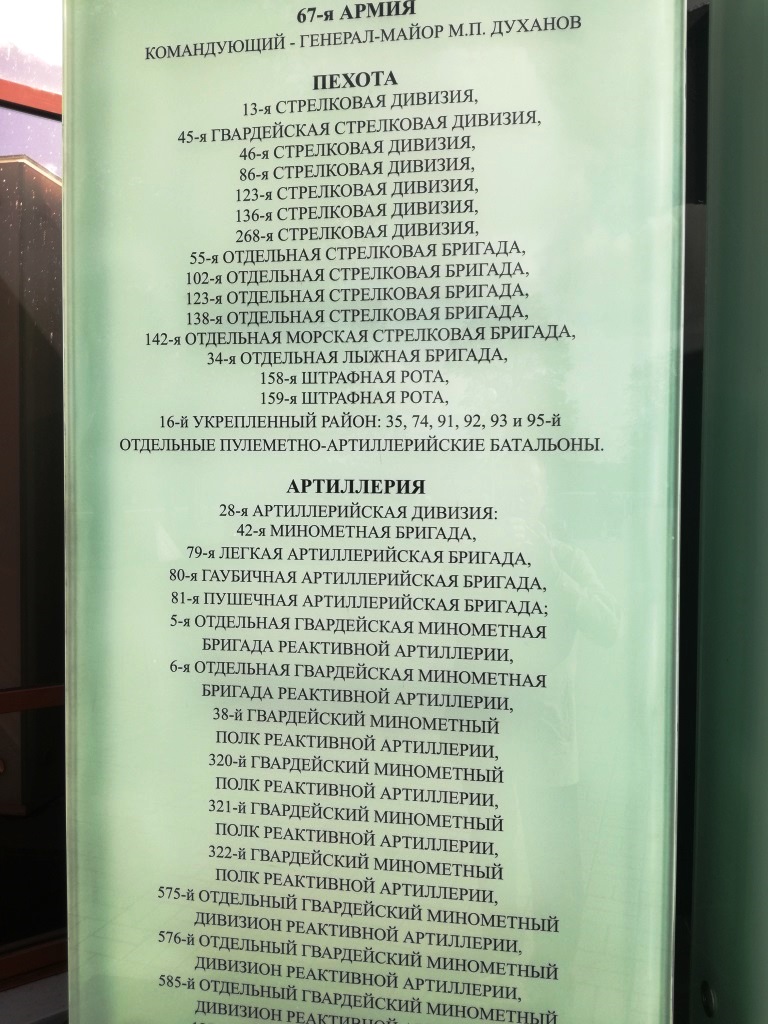 67-я АРМИЯ
КОМАНДУЮЩИЙ - ГЕНЕРАЛ-МАЙОР М.П. ДУХАНОВ
ПЕХОТА
13-я СТРЕЛКОВАЯ ДИВИЗИЯ,
45-я ГВАРДЕЙСКАЯ СТРЕЛКОВАЯ ДИВИЗИЯ,
46-я СТРЕЛКОВАЯ ДИВИЗИЯ,
86-я СТРЕЛКОВАЯ ДИВИЗИЯ,
123-я СТРЕЛКОВАЯ ДИВИЗИЯ,
136-я СТРЕЛКОВАЯ ДИВИЗИЯ,
268-я СТРЕЛКОВАЯ ДИВИЗИЯ,
55-я ОТДЕЛЬНАЯ СТРЕЛКОВАЯ БРИГАДА,
102-я ОТДЕЛЬНАЯ СТРЕЛКОВАЯ БРИГАДА,
123-я ОТДЕЛЬНАЯ СТРЕЛКОВАЯ БРИГАДА,
138-я ОТДЕЛЬНАЯ СТРЕЛКОВАЯ БРИГАДА,
142-я ОТДЕЛЬНАЯ МОРСКАЯ СТРЕЛКОВАЯ БРИГАДА,
34-я ОТДЕЛЬНАЯ ЛЫЖНАЯ БРИГАДА,
158-я ШТРАФНАЯ РОТА,
159-я ШТРАФНАЯ РОТА,
16-й УКРЕПЛЕННЫЙ РАЙОН: 35, 74, 91, 92, 93 и 95-й
ОТДЕЛЬНЫЕ ПУЛЕМЕТНО-АРТИЛЛЕРИЙСКИЕ БАТАЛЬОНЫ.
АРТИЛЛЕРИЯ
28-я АРТИЛЛЕРИЙСКАЯ ДИВИЗИЯ:
42-я МИНОМЕТНАЯ БРИГАДА,
79-я ЛЕГКАЯ АРТИЛЛЕРИЙСКАЯ БРИГАДА,
80-я ГАУБИЧНАЯ АРТИЛЛЕРИЙСКАЯ БРИГАДА,
81-я ПУШЕЧНАЯ АРТИЛЛЕРИЙСКАЯ БРИГАДА;
5-я ОТДЕЛЬНАЯ ГВАРДЕЙСКАЯ МИНОМЕТНАЯ
БРИГАДА РЕАКТИВНОЙ АРТИЛЛЕРИИ,
6-я ОТДЕЛЬНАЯ ГВАРДЕЙСКАЯ МИНОМЕТНАЯ
БРИГАДА РЕАКТИВНОЙ АРТИЛЛЕРИИ,
38-й ГВАРДЕЙСКИЙ МИНОМЕТНЫЙ
ПОЛК РЕАКТИВНОЙ АРТИЛЛЕРИИ,
320-й ГВАРДЕЙСКИЙ МИНОМЕТНЫЙ
ПОЛК РЕАКТИВНОЙ АРТИЛЛЕРИИ,
321-й ГВАРДЕЙСКИЙ МИНОМЕТНЫЙ
ПОЛК РЕАКТИВНОЙ АРТИЛЛЕРИИ,
322-й ГВАРДЕЙСКИЙ МИНОМЕТНЫЙ
ПОЛК РЕАКТИВНОЙ АРТИЛЛЕРИИ,
575-й ОТДЕЛЬНЫЙ ГВАРДЕЙСКИЙ МИНОМЕТНЫЙ
ДИВИЗИОН РЕАКТИВНОЙ АРТИЛЛЕРИИ,
576-й ОТДЕЛЬНЫЙ ГВАРДЕЙСКИЙ МИНОМЕТНЫЙ
ДИВИЗИОН РЕАКТИВНОЙ АРТИЛЛЕРИИ,
585-й ОТДЕЛЬНЫЙ ГВАРДЕЙСКИЙ МИНОМЕТНЫЙ
ДИВИЗИОН РЕАКТИВНОЙ